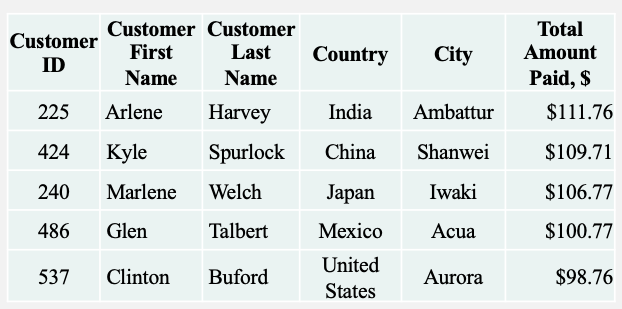 Customer ID Customer First Name Customer Last Name Country City Total Amount Paid, $
225 Arlene Harvey India Ambattur $111.76
424 Kyle Spurlock China Shanwei $109.71
240 Marlene Welch Japan Iwaki $106.77
486 Glen Talbert Mexico Acua $100.77
537 Clinton Buford United States Aurora $98.76